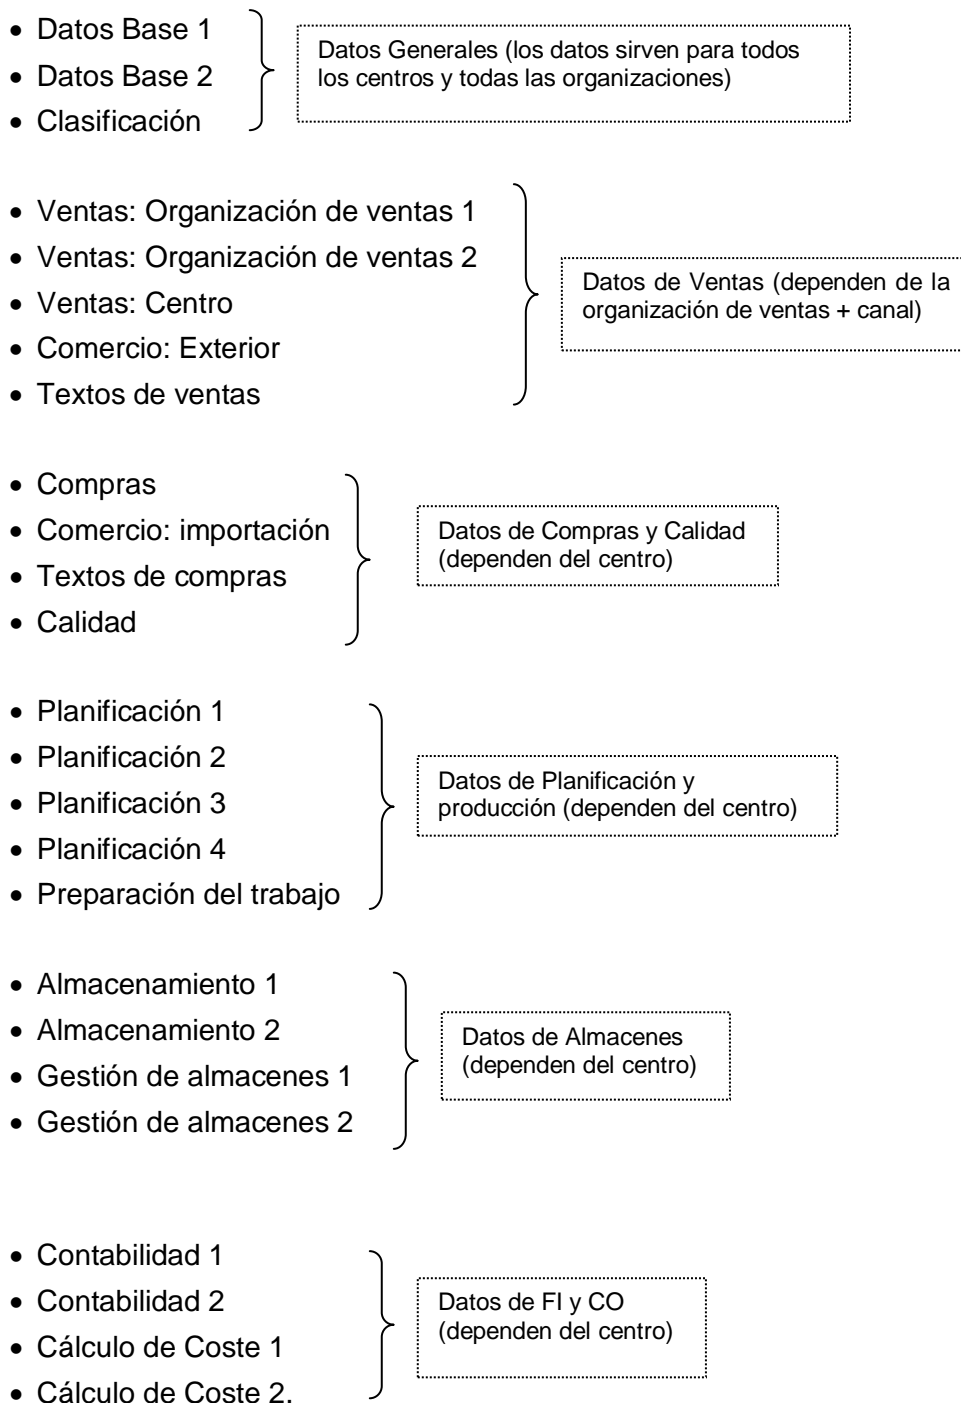 • Datos Base 1
• Datos Base 2
• Clasificación
Datos Generales (los datos sirven para todos
los centros y todas las organizaciones)
• Ventas: Organización de ventas 1
• Ventas: Organización de ventas 2
• Ventas: Centro
• Comercio: Exterior
• Textos de ventas
Datos de Ventas (dependen de la
organización de ventas + canal)
• Compras
• Comercio: importación
• Textos de compras
• Calidad
Datos de Compras y Calidad
(dependen del centro)
• Planificación 1
• Planificación 2
• Planificación 3
• Planificación 4
• Preparación del trabajo
Datos de Planificación y
producción (dependen del centro)
• Almacenamiento 1
• Almacenamiento 2
• Gestión de almacenes 1
• Gestión de almacenes 2
Datos de Almacenes
(dependen del centro)
• Contabilidad 1
• Contabilidad 2
• Cálculo de Coste 1
• Cálculo de Coste 2.
Datos de FI y CO
(dependen del centro)